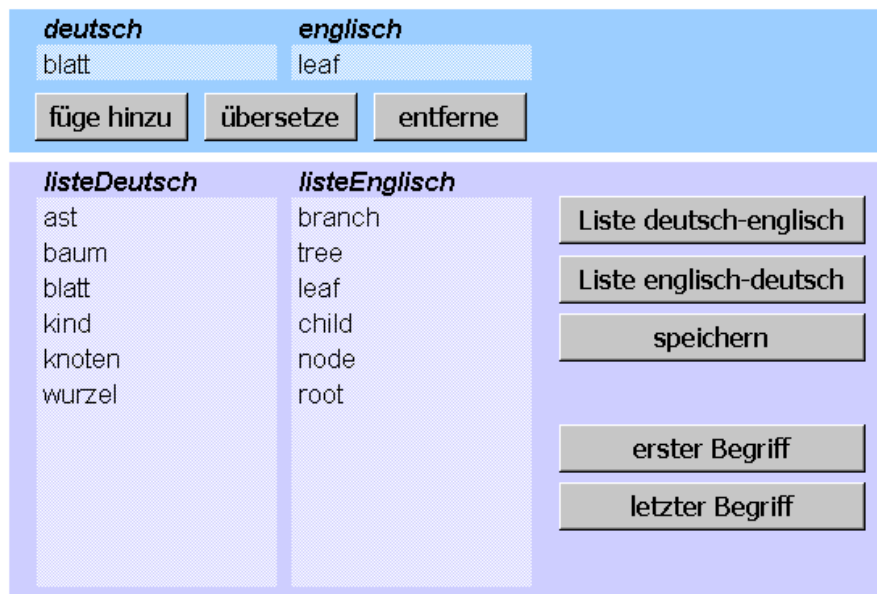 deutsch englisch
blatt leaf
füge hinzu übersetze entferne
listeDeutsch listeEnglisch
ast branch
baum tree
blatt leaf
kind child
knoten node
wurzel root
Liste deutsch-englisch
Liste englisch-deutsch
speichern
erster Begriff
letzter Begriff